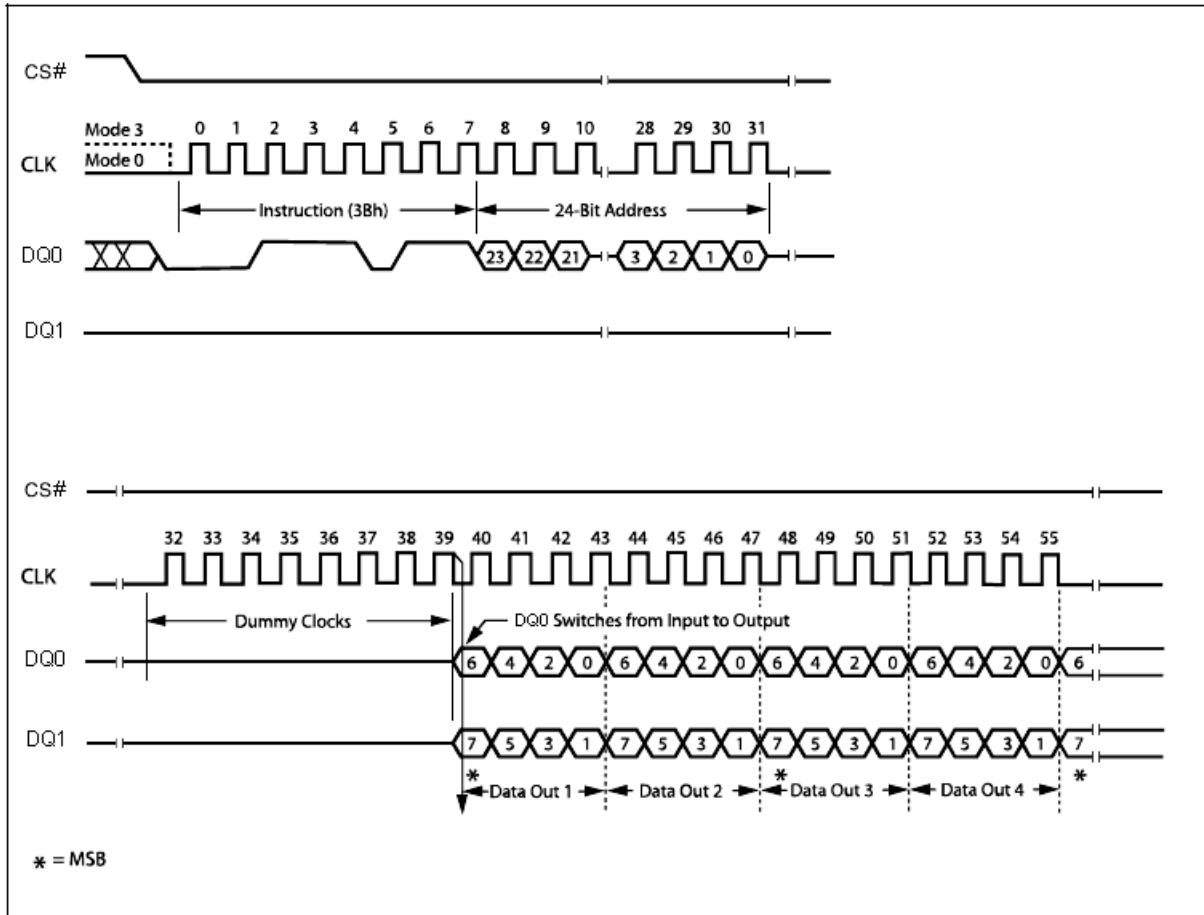 CS#
Mode 3
0 1 2 3 4 5 6 7 8 9 10 28 29 30 31
Mode 0
CLK
Instruction (3Bh) 24-Bit Address
DQ0
23 22 21 3 2 1 0
DQ1
CS#
32 33 34 35 36 37 38 39 40 41 42 43 44 45 46 47 48 49 50 51 52 53 54 55
CLK
Dummy Clocks
DQ0 Switches from Input to Output
DQ0
6 4 2 0 6 4 2 0 6 4 2 0 6 4 2 0 6
DQ1
7 5 3 1 7 5 3 1 7 5 3 1 7 5 3 1 7
* * *
Data Out 1 Data Out 2 Data Out 3 Data Out 4
* = MSB